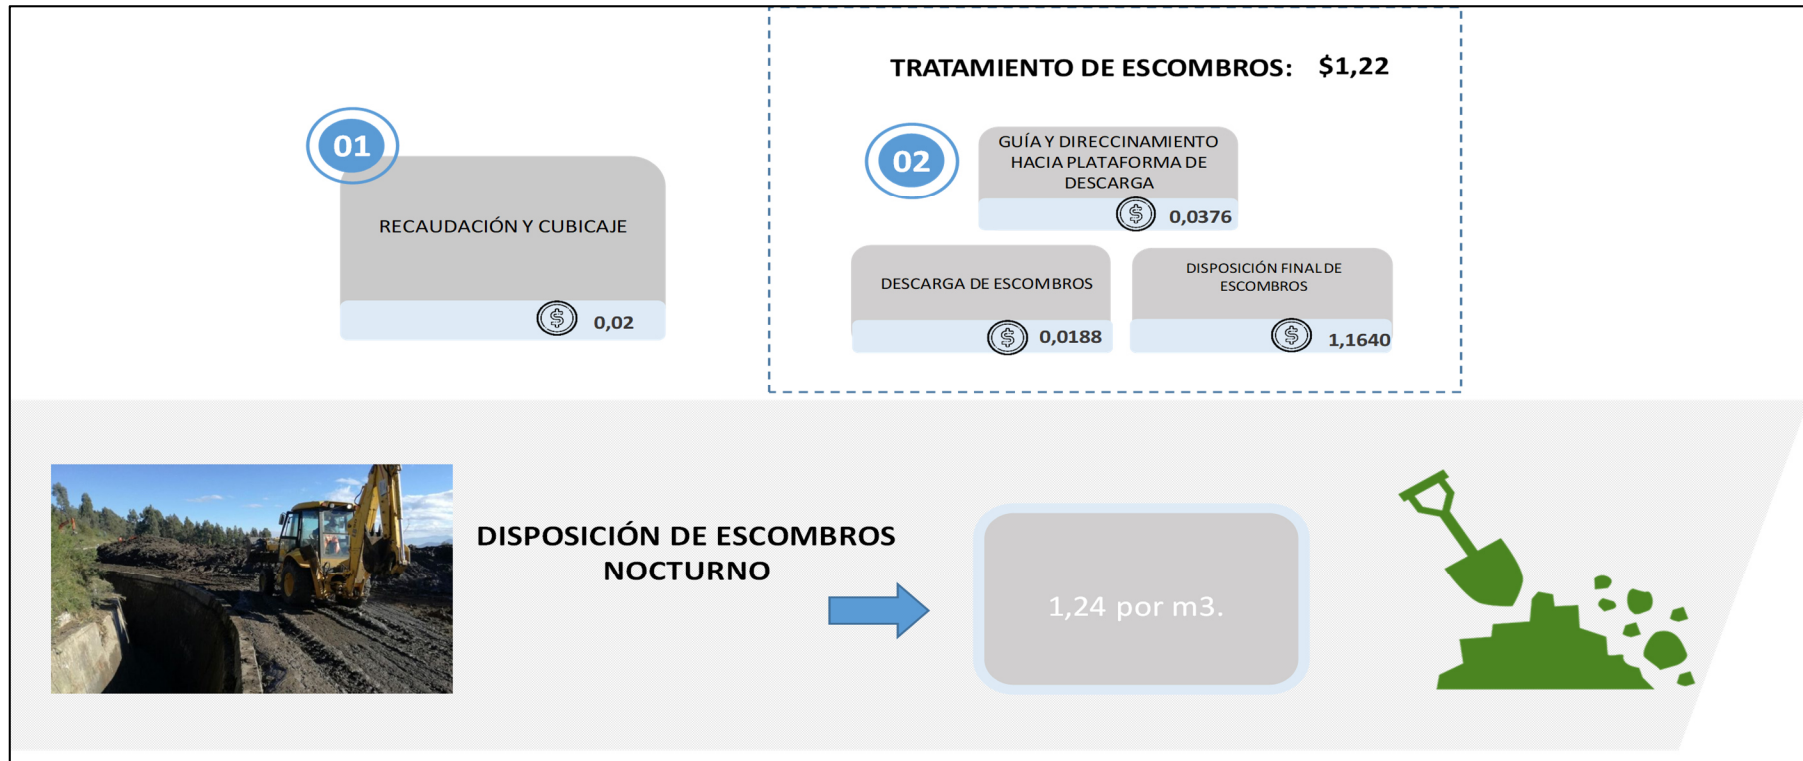 TRATAMIENTO DE ESCOMBROS: $1,22
01
RECAUDACIÓN Y CUBICAJE
$ 0,02
02
GUÍA Y DIRECCINAMIENTO
HACIA PLATAFORMA DE
DESCARGA
$ 0,0376
DESCARGA DE ESCOMBROS
$ 0,0188
DISPOSICIÓN FINAL DE
ESCOMBROS
$ 1,1640
DISPOSICIÓN DE ESCOMBROS
NOCTURNO
1,24 por m3.